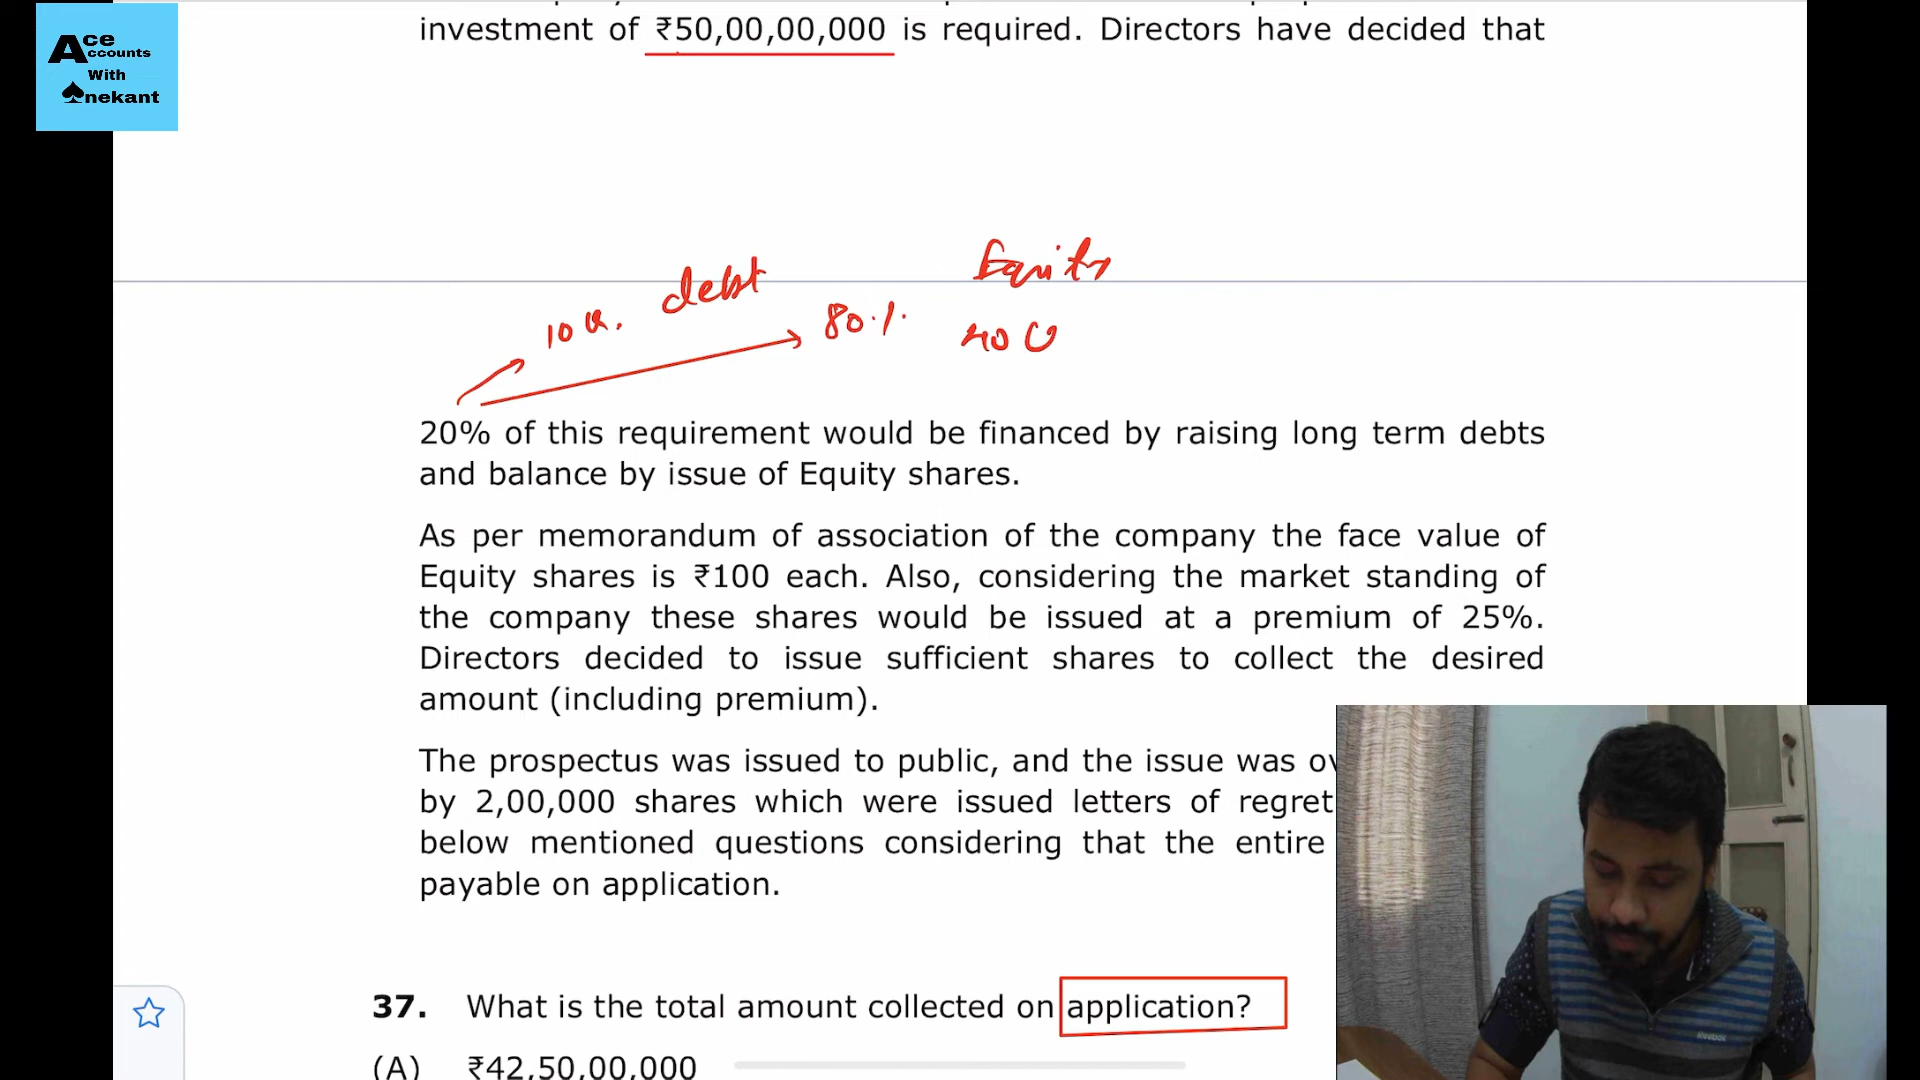 Ace
Accounts
With
Anekant
investment of ₹50,00,00,000 is required. Directors have decided that
Equity
debt
10 cr.
80%
40 C
20% of this requirement would be financed by raising long term debts
and balance by issue of Equity shares.
As per memorandum of association of the company the face value of
Equity shares is ₹100 each. Also, considering the market standing of
the company these shares would be issued at a premium of 25%.
Directors decided to issue sufficient shares to collect the desired
amount (including premium).
The prospectus was issued to public, and the issue was
by 2,00,000 shares which were issued letters of regret
below mentioned questions considering that the entire
payable on application.
37. What is the total amount collected on application?
(A) ₹42,50,00,000
Reebok